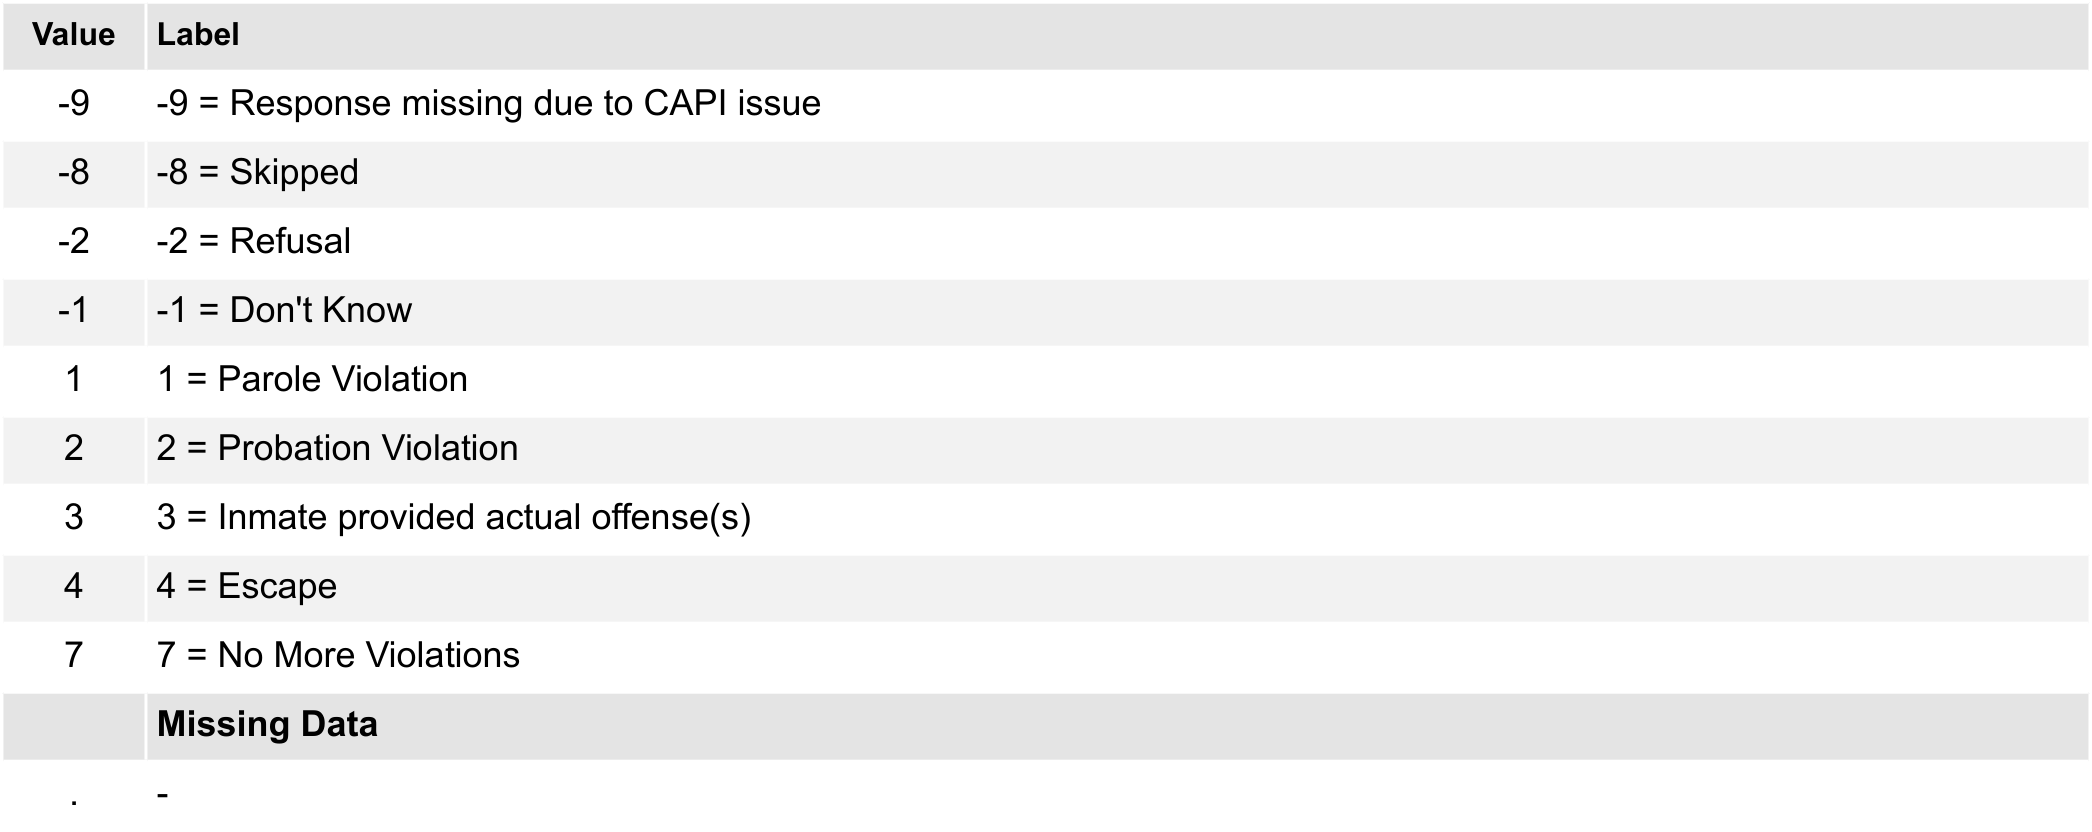 Value Label
-9 -9 = Response missing due to CAPI issue
-8 -8 = Skipped
-2 -2 = Refusal
-1 -1 = Don't Know
1 1 = Parole Violation
2 2 = Probation Violation
3 3 = Inmate provided actual offense(s)
4 4 = Escape
7 7 = No More Violations
Missing Data
. -